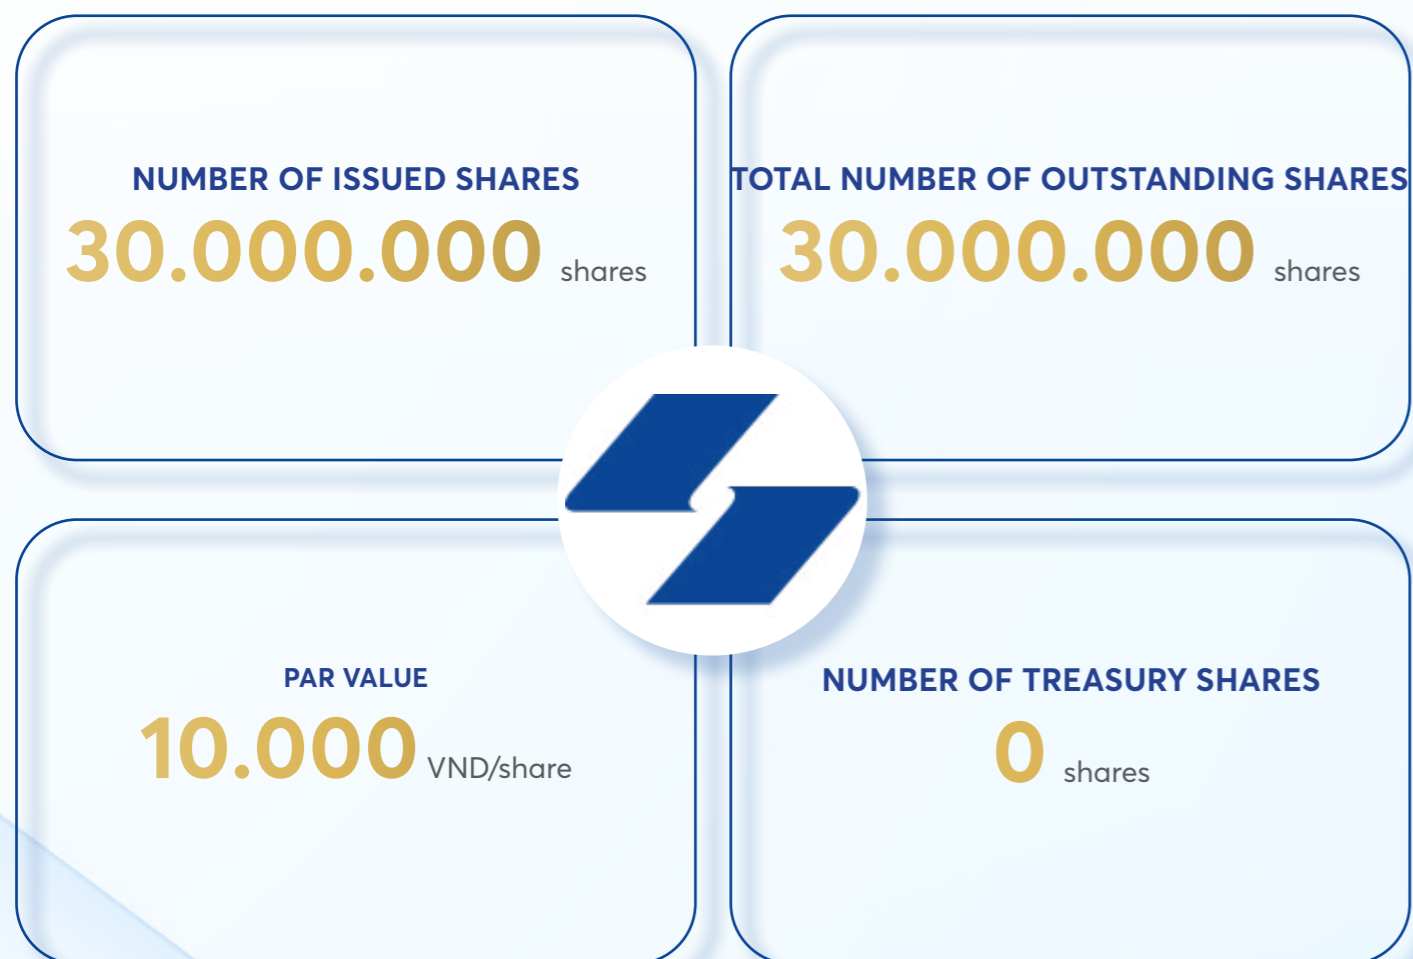 NUMBER OF ISSUED SHARES
30.000.000 shares
TOTAL NUMBER OF OUTSTANDING SHARES
30.000.000 shares
PAR VALUE
10.000 VND/share
NUMBER OF TREASURY SHARES
0 shares